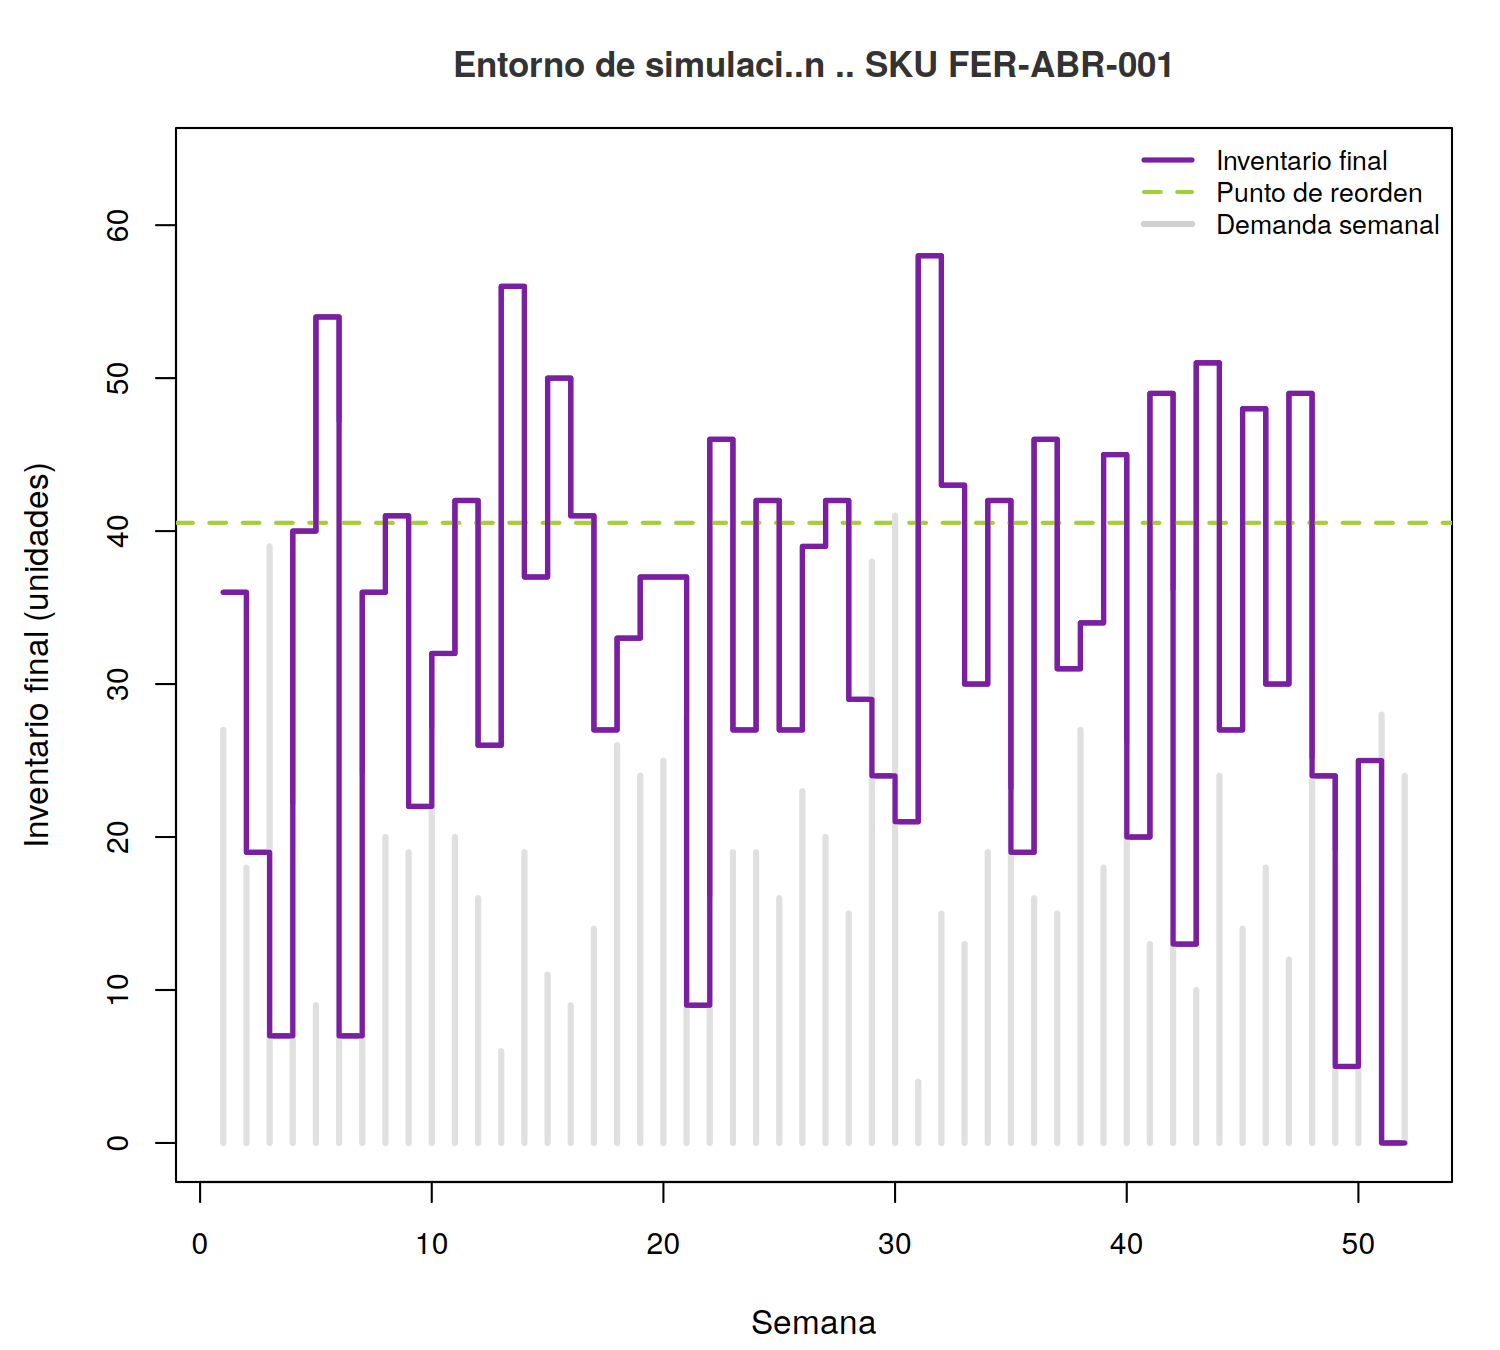 Entorno de simulaci..n .. SKU FER-ABR-001
Inventario final
Punto de reorden
Demanda semanal
Inventario final (unidades)
60
50
40
30
20
10
0
0 10 20 30 40 50
Semana